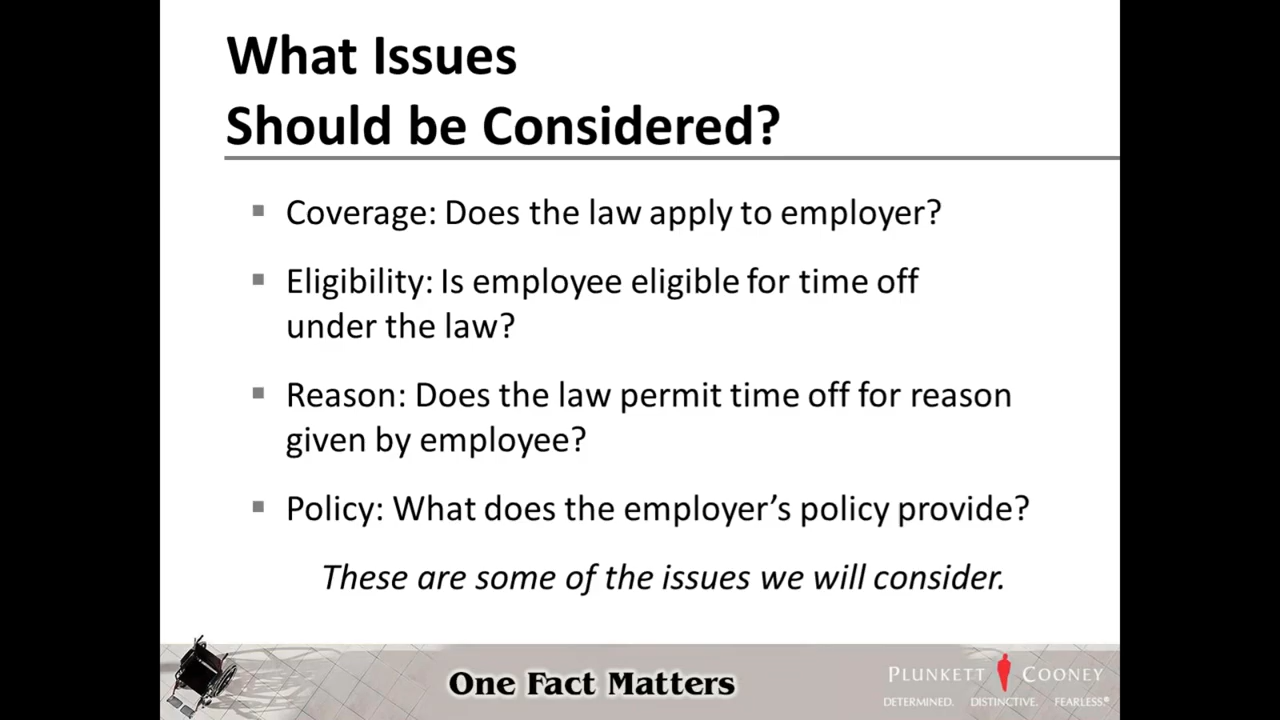 What Issues
Should be Considered?
▪ Coverage: Does the law apply to employer?
▪ Eligibility: Is employee eligible for time off
under the law?
▪ Reason: Does the law permit time off for reason
given by employee?
▪ Policy: What does the employer’s policy provide?
These are some of the issues we will consider.
One Fact Matters
PLUNKETT COONEY
DETERMINED. DISTINCTIVE. FEARLESS.®